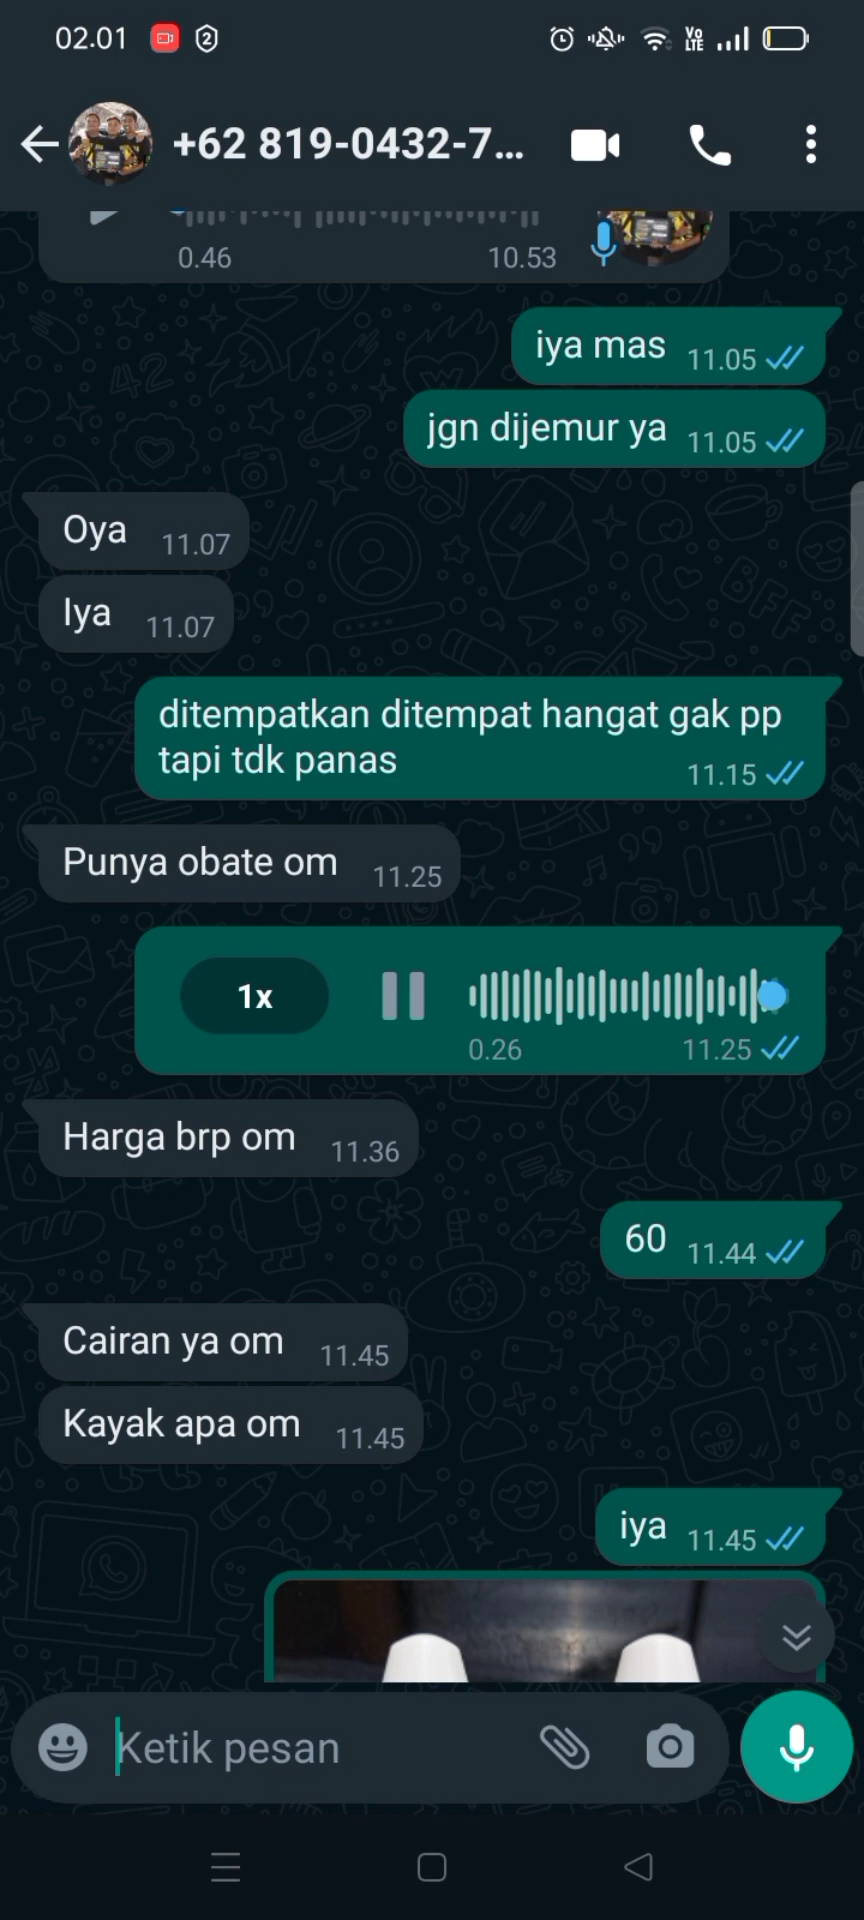 02.01
2
VoLTE
+62 819-0432-7...
0.46 10.53
iya mas 11.05
jgn dijemur ya 11.05
Oya 11.07
Iya 11.07
ditempatkan ditempat hangat gak pp
tapi tdk panas 11.15
Punya obate om 11.25
1x
0.26 11.25
Harga brp om 11.36
60 11.44
Cairan ya om 11.45
Kayak apa om 11.45
iya 11.45
Ketik pesan